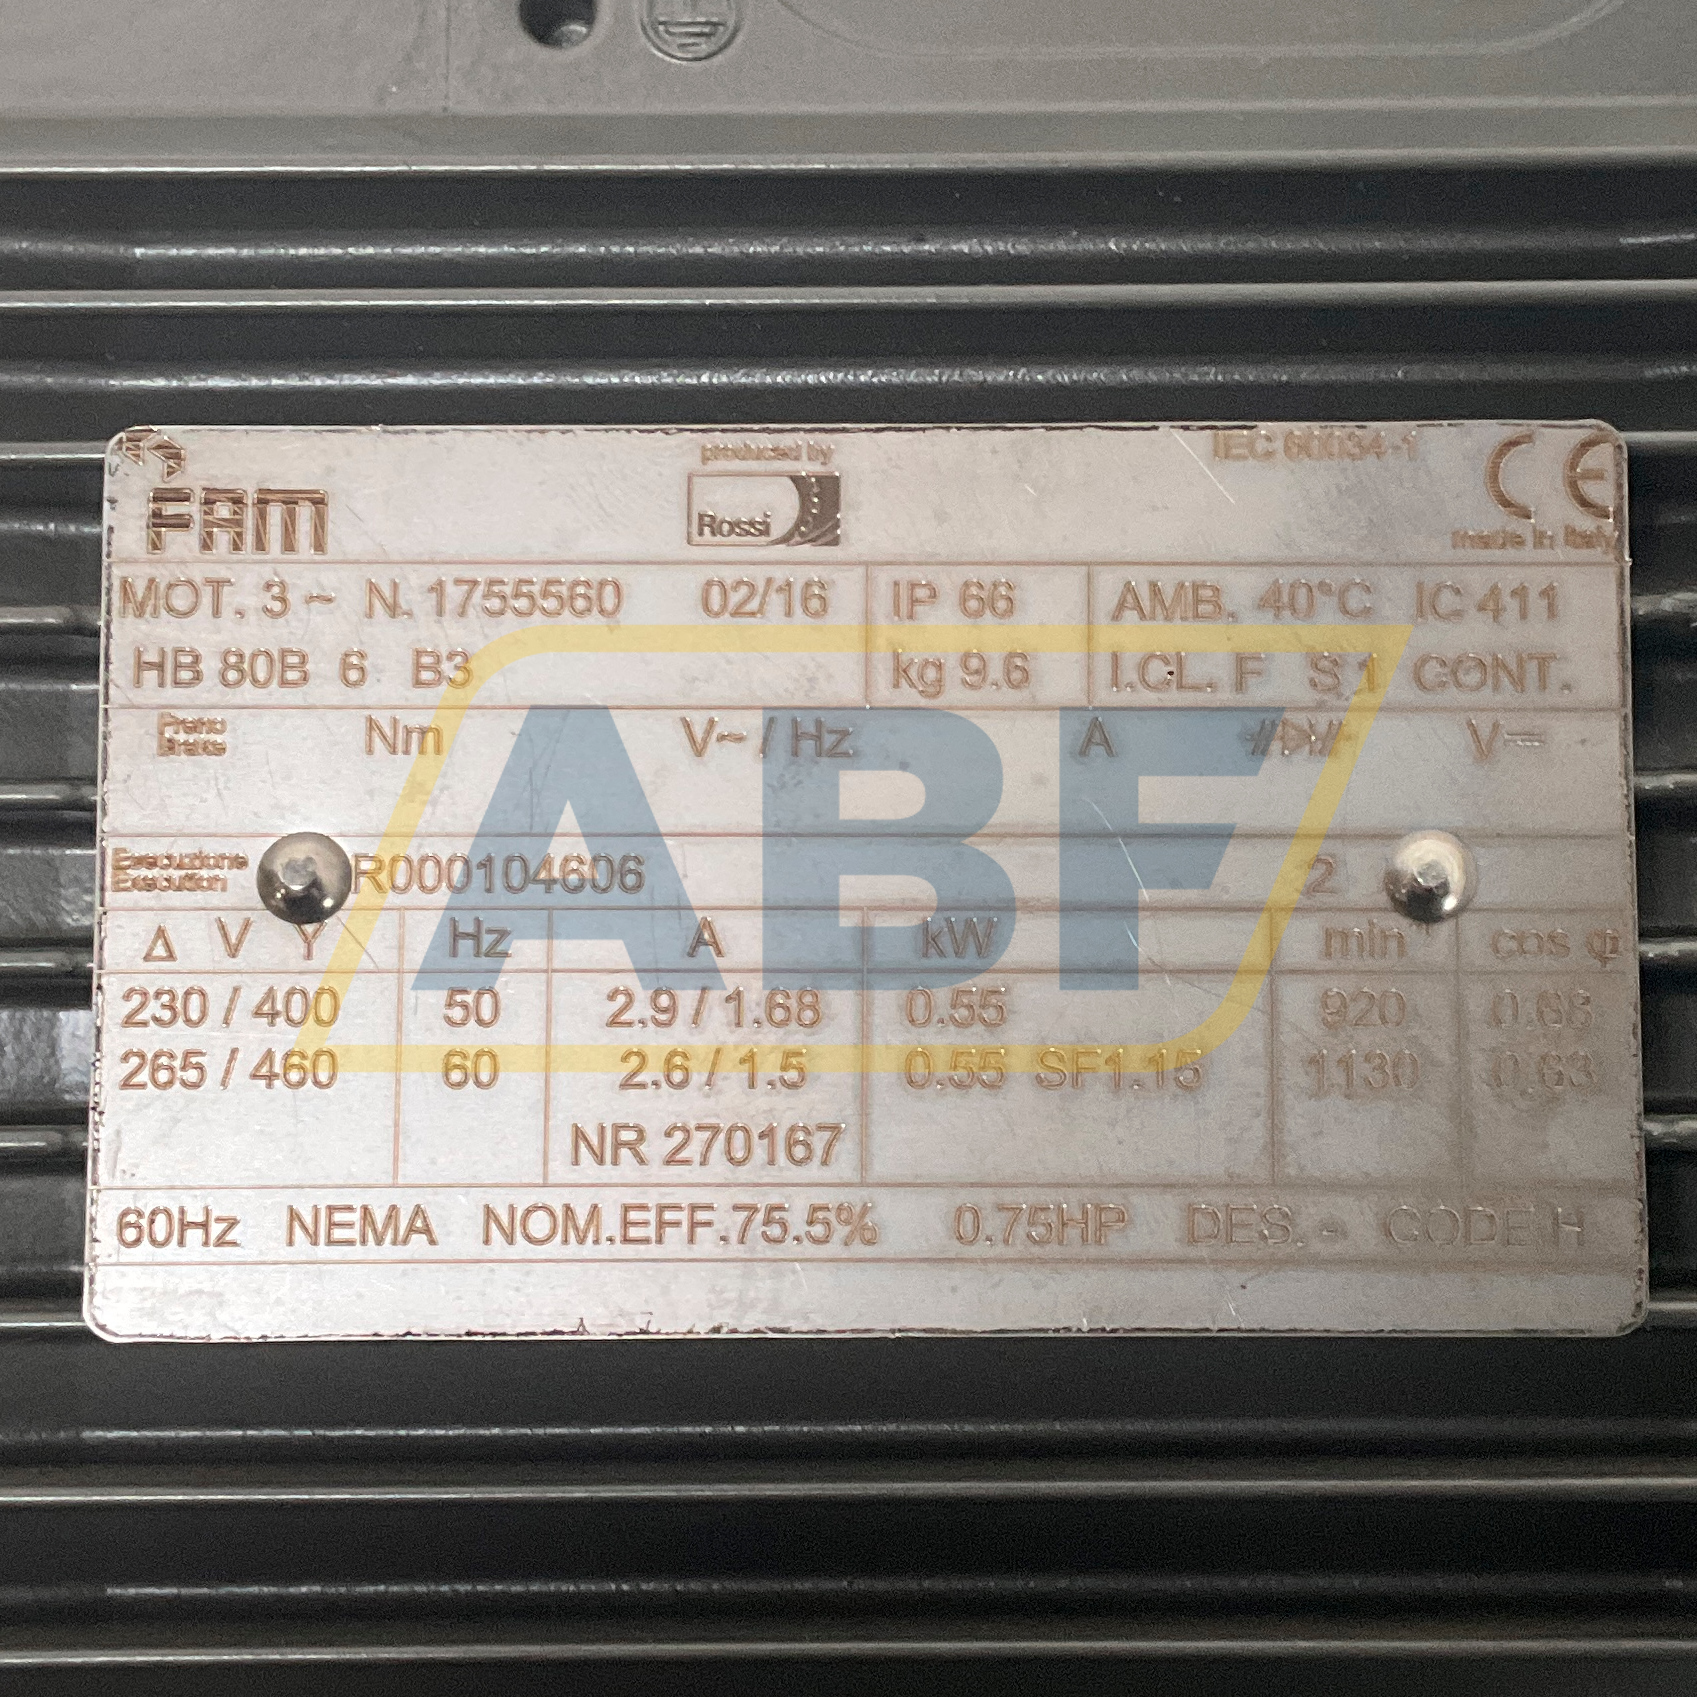 FAM
produced by
Rossi
IEC 60034-1
CE
made in Italy
MOT. 3 ~ N. 1755560 02/16 IP 66 AMB. 40°C IC 411
HB 80B 6 B3 kg 9.6 I.CL. F S 1 CONT.
Freno
Brake
Nm V~ / Hz A V
Esecuzione
Execution
R000104606 2
Δ V Y Hz A kW min⁻¹ cos φ
230 / 400 50 2.9 / 1.68 0.55 920 0.68
265 / 460 60 2.6 / 1.5 0.55 SF1.15 1130 0.63
NR 270167
60Hz NEMA NOM.EFF.75.5% 0.75HP DES. - CODE H
ABF